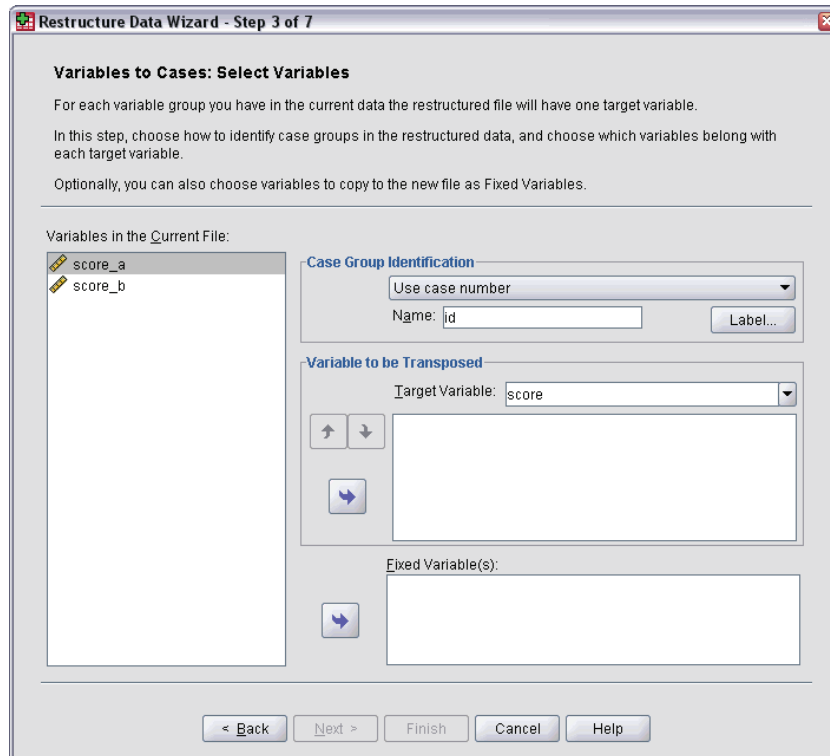 Restructure Data Wizard - Step 3 of 7
Variables to Cases: Select Variables
For each variable group you have in the current data the restructured file will have one target variable.
In this step, choose how to identify case groups in the restructured data, and choose which variables belong with
each target variable.
Optionally, you can also choose variables to copy to the new file as Fixed Variables.
Variables in the Current File:
score_a
score_b
Case Group Identification
Use case number
Name: id
Label...
Variable to be Transposed
Target Variable: score
Fixed Variable(s):
< Back
Next >
Finish
Cancel
Help